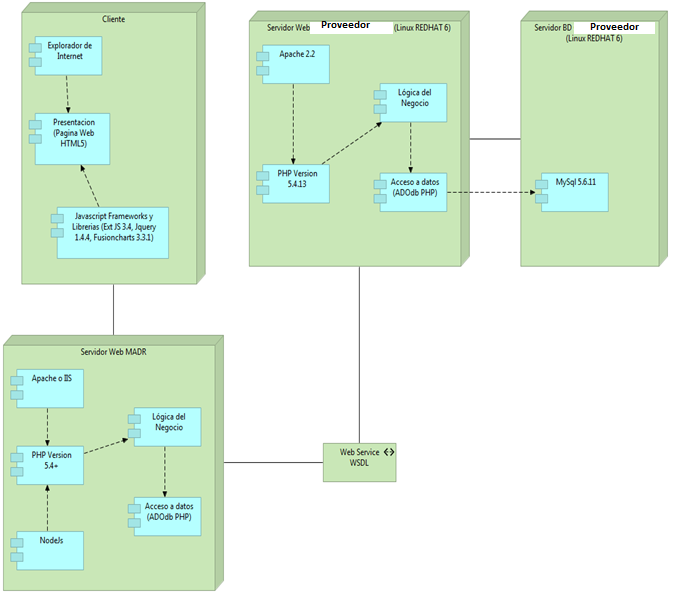 Cliente
Explorador de
Internet
Presentacion
(Pagina Web
HTML5)
Javascript Frameworks y
Librerias (Ext JS 3.4, Jquery
1.4.4, Fusioncharts 3.3.1)
Servidor Web Proveedor (Linux REDHAT 6)
Apache 2.2
Lógica del
Negocio
PHP Version
5.4.13
Acceso a datos
(ADOdb PHP)
Servidor BD Proveedor
(Linux REDHAT 6)
MySql 5.6.11
Servidor Web MADR
Apache o IIS
Lógica del
Negocio
PHP Version
5.4+
Acceso a datos
(ADOdb PHP)
NodeJs
Web Service
WSDL